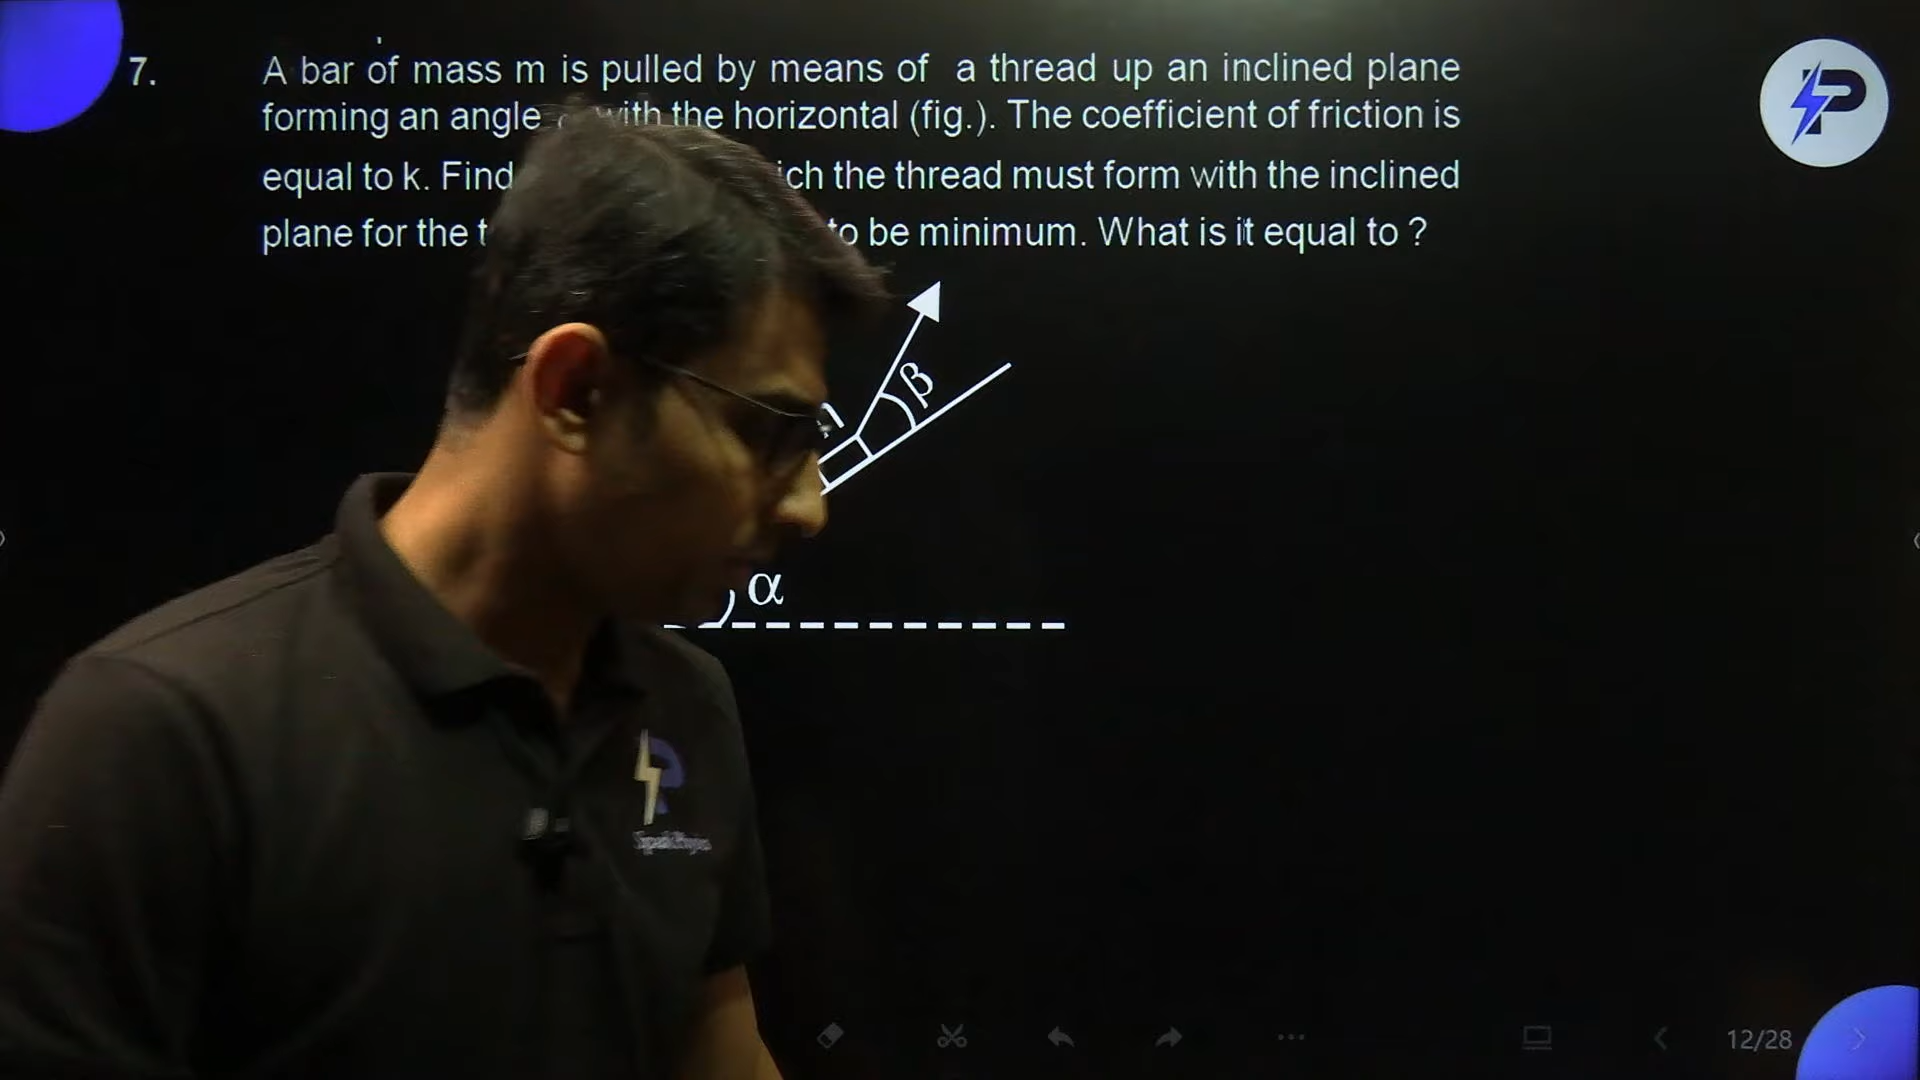 7. A bar of mass m is pulled by means of a thread up an inclined plane
forming an angle with the horizontal (fig.). The coefficient of friction is
equal to k. Find the thread must form with the inclined
plane for the to be minimum. What is it equal to ?
β
α
P
12/28